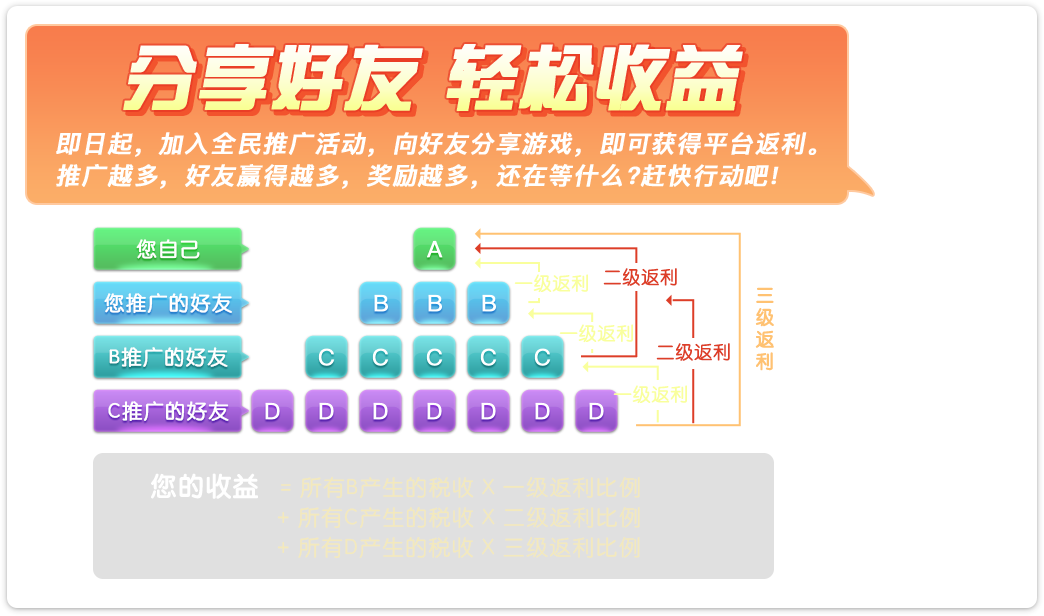 分享好友 轻松收益
即日起，加入全民推广活动，向好友分享游戏，即可获得平台返利。
推广越多，好友赢得越多，奖励越多，还在等什么?赶快行动吧!
您自己
A
一级返利
二级返利
您推广的好友
B B B
三级返利
一级返利
B推广的好友
C C C C C
二级返利
一级返利
C推广的好友
D D D D D D D
您的收益 = 所有B产生的税收 X 一级返利比例
+ 所有C产生的税收 X 二级返利比例
+ 所有D产生的税收 X 三级返利比例